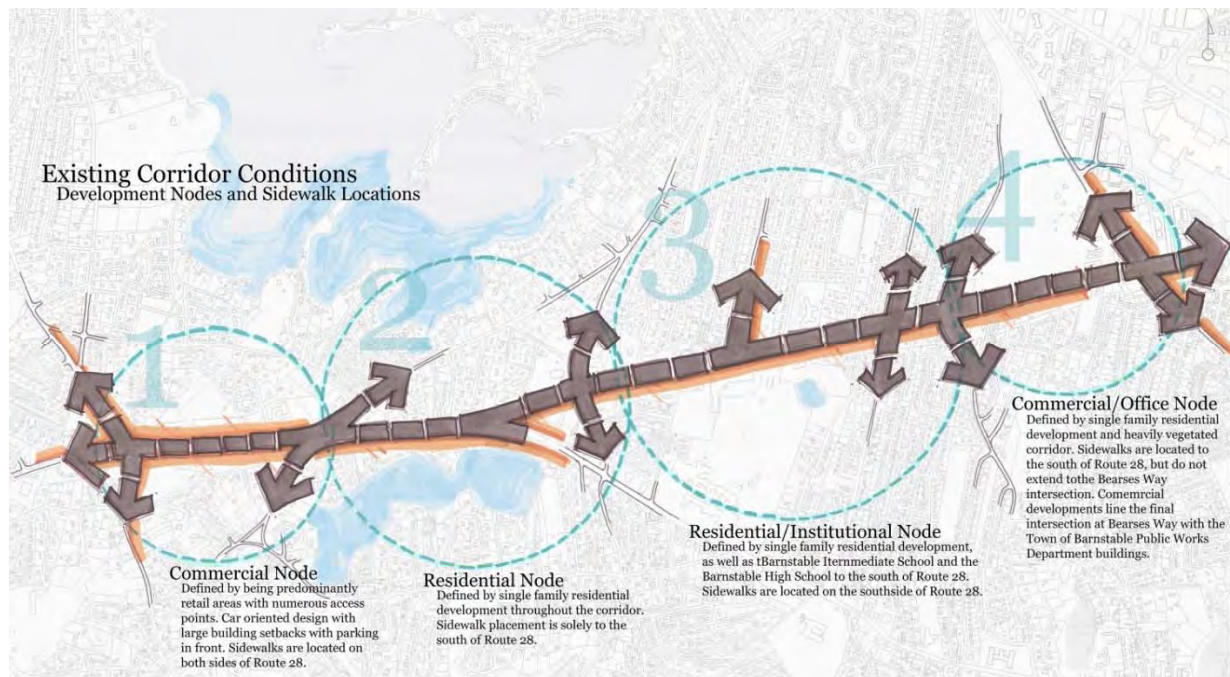 Existing Corridor Conditions
Development Nodes and Sidewalk Locations
1
2
3
4
Commercial Node
Defined by being predominantly
retail areas with numerous access
points. Car oriented design with
large building setbacks with parking
in front. Sidewalks are located on
both sides of Route 28.
Residential Node
Defined by single family residential
development throughout the corridor.
Sidewalk placement is solely to the
south of Route 28.
Residential/Institutional Node
Defined by single family residential development,
as well as tBarnstable Iternmediate School and the
Barnstable High School to the south of Route 28.
Sidewalks are located on the southside of Route 28.
Commercial/Office Node
Defined by single family residential
development and heavily vegetated
corridor. Sidewalks are located to
the south of Route 28, but do not
extend tothe Bearses Way
intersection. Comemrcial
developments line the final
intersection at Bearses Way with the
Town of Barnstable Public Works
Department buildings.